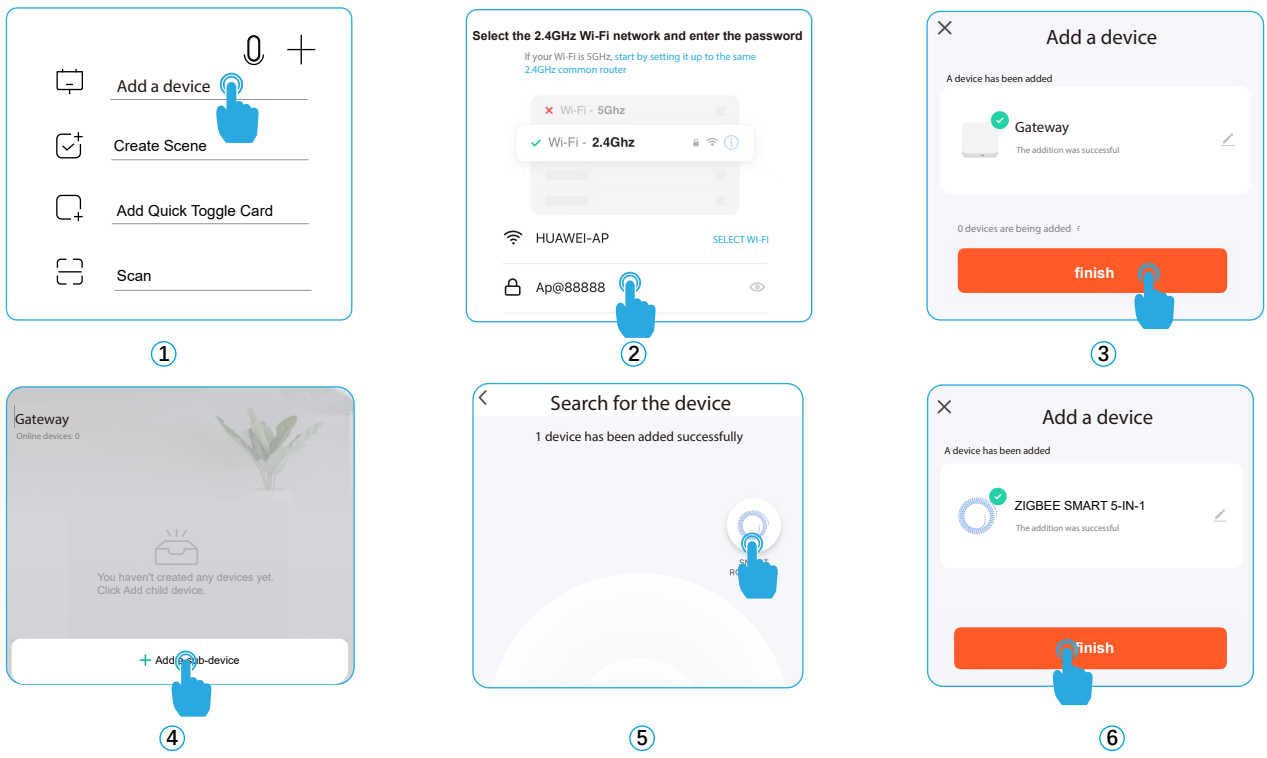 Add a device
Create Scene
Add Quick Toggle Card
Scan
①
Select the 2.4GHz Wi-Fi network and enter the password
If your Wi-Fi is 5GHz, start by setting it up to the same
2.4GHz common router
Wi-Fi - 5Ghz
Wi-Fi - 2.4Ghz
HUAWEI-AP SELECT WI-FI
Ap@88888
②
Add a device
A device has been added
Gateway
The addition was successful
0 devices are being added
finish
③
Gateway
Online devices: 0
You haven't created any devices yet.
Click Add child device.
+ Add a sub-device
④
Search for the device
1 device has been added successfully
⑤
Add a device
A device has been added
ZIGBEE SMART 5-IN-1
The addition was successful
finish
⑥